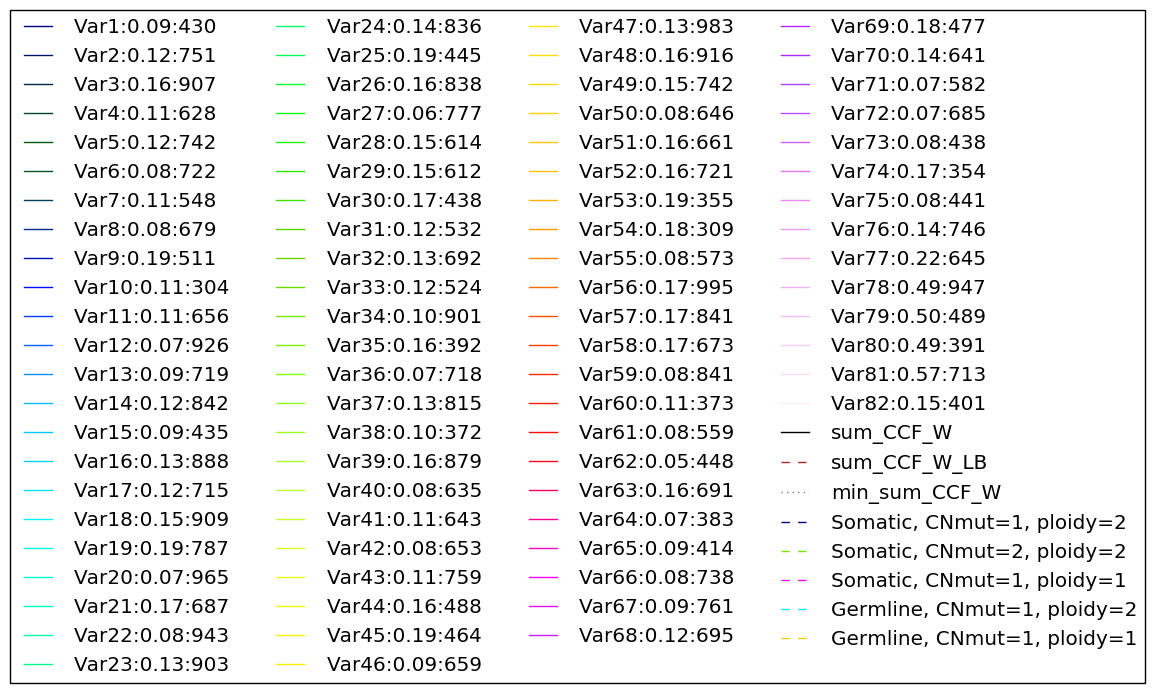 Var1:0.09:430
Var2:0.12:751
Var3:0.16:907
Var4:0.11:628
Var5:0.12:742
Var6:0.08:722
Var7:0.11:548
Var8:0.08:679
Var9:0.19:511
Var10:0.11:304
Var11:0.11:656
Var12:0.07:926
Var13:0.09:719
Var14:0.12:842
Var15:0.09:435
Var16:0.13:888
Var17:0.12:715
Var18:0.15:909
Var19:0.19:787
Var20:0.07:965
Var21:0.17:687
Var22:0.08:943
Var23:0.13:903
Var24:0.14:836
Var25:0.19:445
Var26:0.16:838
Var27:0.06:777
Var28:0.15:614
Var29:0.15:612
Var30:0.17:438
Var31:0.12:532
Var32:0.13:692
Var33:0.12:524
Var34:0.10:901
Var35:0.16:392
Var36:0.07:718
Var37:0.13:815
Var38:0.10:372
Var39:0.16:879
Var40:0.08:635
Var41:0.11:643
Var42:0.08:653
Var43:0.11:759
Var44:0.16:488
Var45:0.19:464
Var46:0.09:659
Var47:0.13:983
Var48:0.16:916
Var49:0.15:742
Var50:0.08:646
Var51:0.16:661
Var52:0.16:721
Var53:0.19:355
Var54:0.18:309
Var55:0.08:573
Var56:0.17:995
Var57:0.17:841
Var58:0.17:673
Var59:0.08:841
Var60:0.11:373
Var61:0.08:559
Var62:0.05:448
Var63:0.16:691
Var64:0.07:383
Var65:0.09:414
Var66:0.08:738
Var67:0.09:761
Var68:0.12:695
Var69:0.18:477
Var70:0.14:641
Var71:0.07:582
Var72:0.07:685
Var73:0.08:438
Var74:0.17:354
Var75:0.08:441
Var76:0.14:746
Var77:0.22:645
Var78:0.49:947
Var79:0.50:489
Var80:0.49:391
Var81:0.57:713
Var82:0.15:401
sum_CCF_W
sum_CCF_W_LB
min_sum_CCF_W
Somatic, CNmut=1, ploidy=2
Somatic, CNmut=2, ploidy=2
Somatic, CNmut=1, ploidy=1
Germline, CNmut=1, ploidy=2
Germline, CNmut=1, ploidy=1